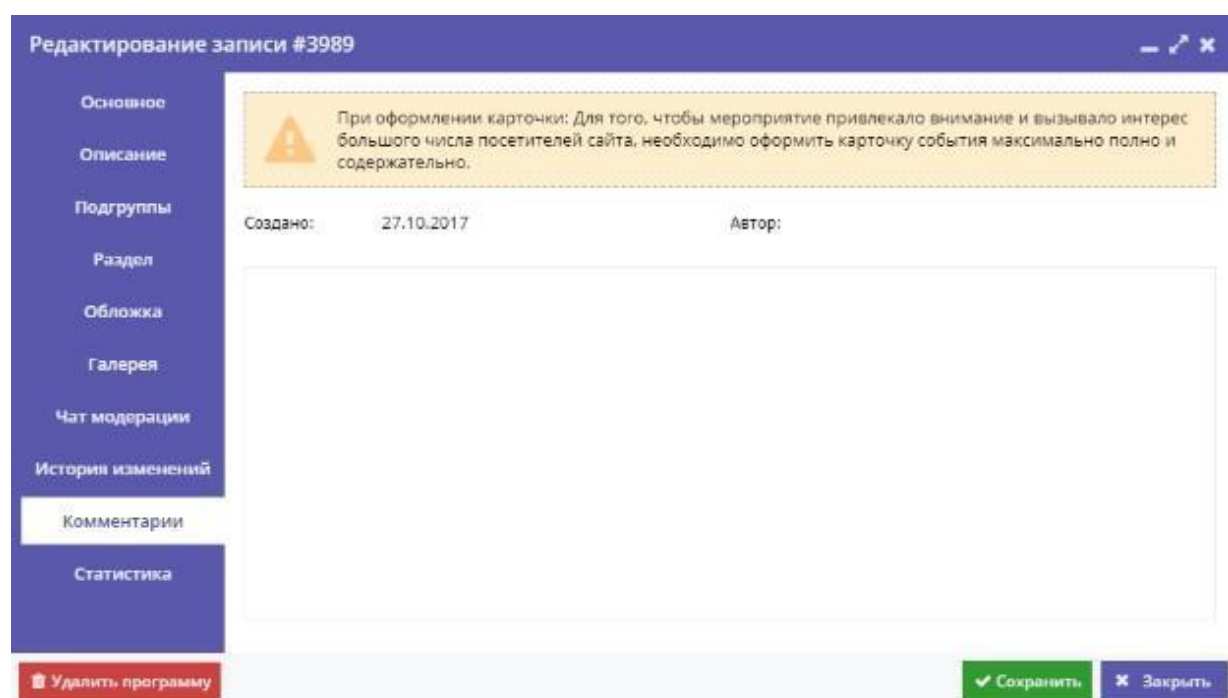 Редактирование записи #3989
Основное
Описание
Подгруппы
Раздел
Обложка
Галерея
Чат модерации
История изменений
Комментарии
Статистика
При оформлении карточки: Для того, чтобы мероприятие привлекало внимание и вызывало интерес
большого числа посетителей сайта, необходимо оформить карточку события максимально полно и
содержательно.
Создано: 27.10.2017 Автор:
Удалить программу
Сохранить
Закрыть